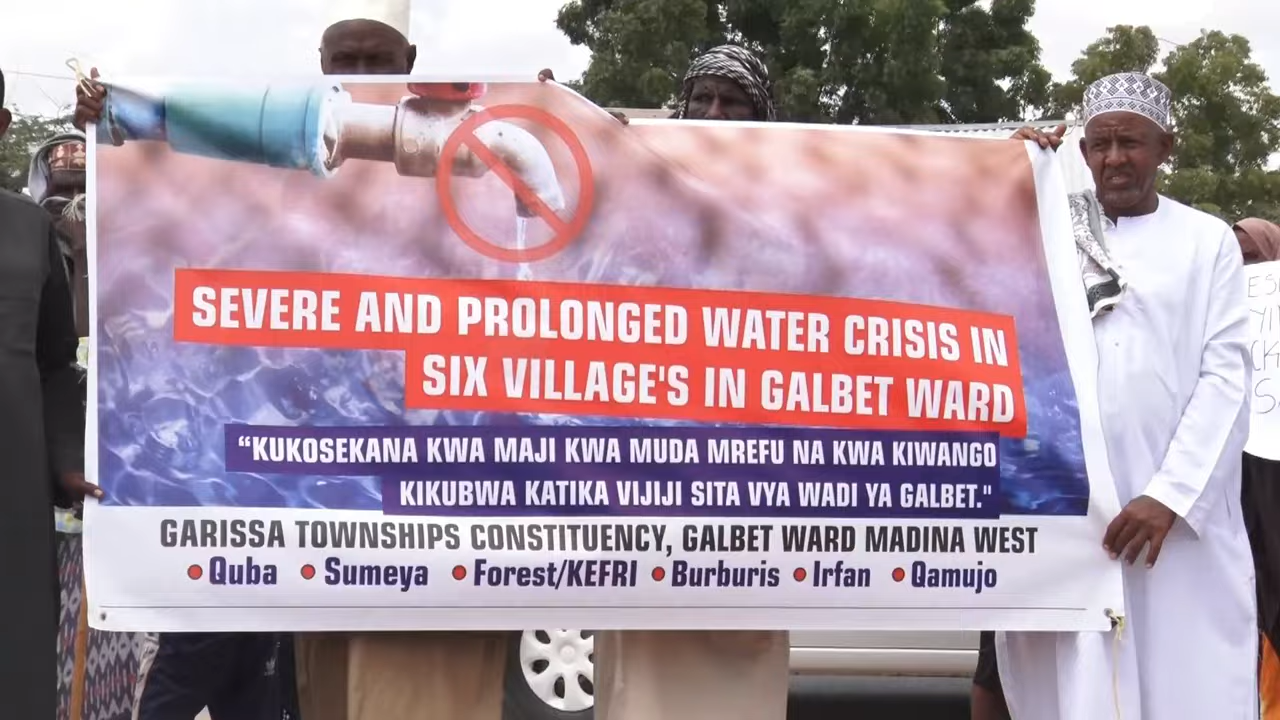 SEVERE AND PROLONGED WATER CRISIS IN
SIX VILLAGE'S IN GALBET WARD
“KUKOSEKANA KWA MAJI KWA MUDA MREFU NA KWA KIWANGO
KIKUBWA KATIKA VIJIJI SITA VYA WADI YA GALBET."
GARISSA TOWNSHIPS CONSTITUENCY, GALBET WARD MADINA WEST
• Quba • Sumeya • Forest/KEFRI • Burburis • Irfan • Qamujo